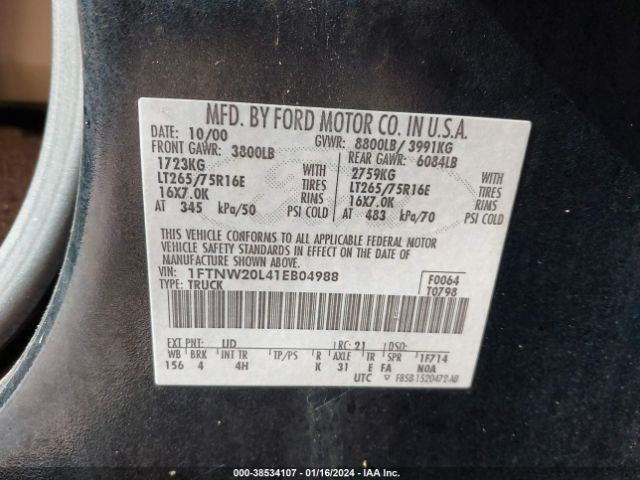 MFD. BY FORD MOTOR CO. IN U.S.A.
DATE: 10/00 GVWR: 8800LB/ 3991KG
FRONT GAWR: 3800LB REAR GAWR: 6084LB
1723KG WITH 2759KG WITH
LT265/75R16E TIRES LT265/75R16E TIRES
16X7.0K RIMS 16X7.0K RIMS
AT 345 kPa/50 PSI COLD AT 483 kPa/70 PSI COLD
THIS VEHICLE CONFORMS TO ALL APPLICABLE FEDERAL MOTOR
VEHICLE SAFETY STANDARDS IN EFFECT ON THE DATE OF
MANUFACTURE SHOWN ABOVE.
VIN: 1FTNW20L41EB04988 F0064
TYPE: TRUCK T0798
EXT PNT: UD RC: 21 DSO:
WB BRK INT TR TP/PS R AXLE TR SPR 1F714
156 4 4H K 31 E FA N0A
UTC F85B-1520472-AB
000-38534107 - 01/16/2024 - IAA Corp.